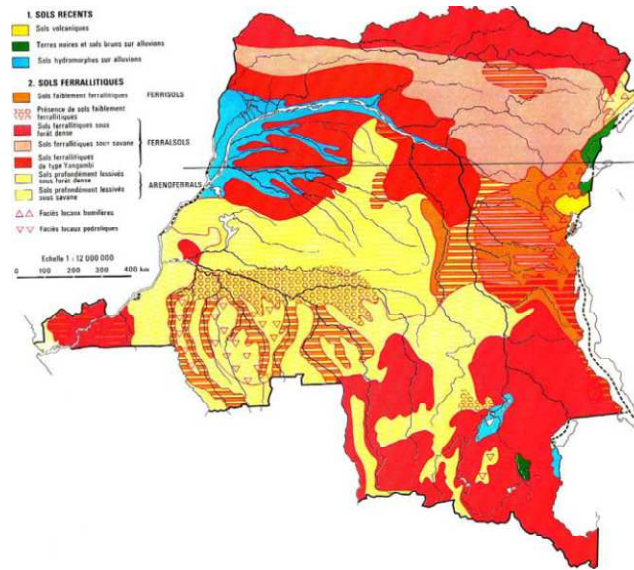 1. SOLS RECENTS
Sols volcaniques
Terres noires et sols bruns sur alluvions
Sols hydromorphes sur alluvions
2. SOLS FERRALLITIQUES
Sols faiblement ferrallitiques
FERRISOLS
Présence de sols faiblement
ferrallitiques
Sols ferrallitiques sous
forêt dense
Sols ferrallitiques sous savane
FERRALSOLS
Sols ferrallitiques
de type Yangambi
Sols profondément lessivés
sous forêt dense
ARENOFERRALS
Sols profondément lessivés
sous savane
Faciès locaux humifères
Faciès locaux podzoliques
Echelle 1 : 12 000 000
0 100 200 300 400 km